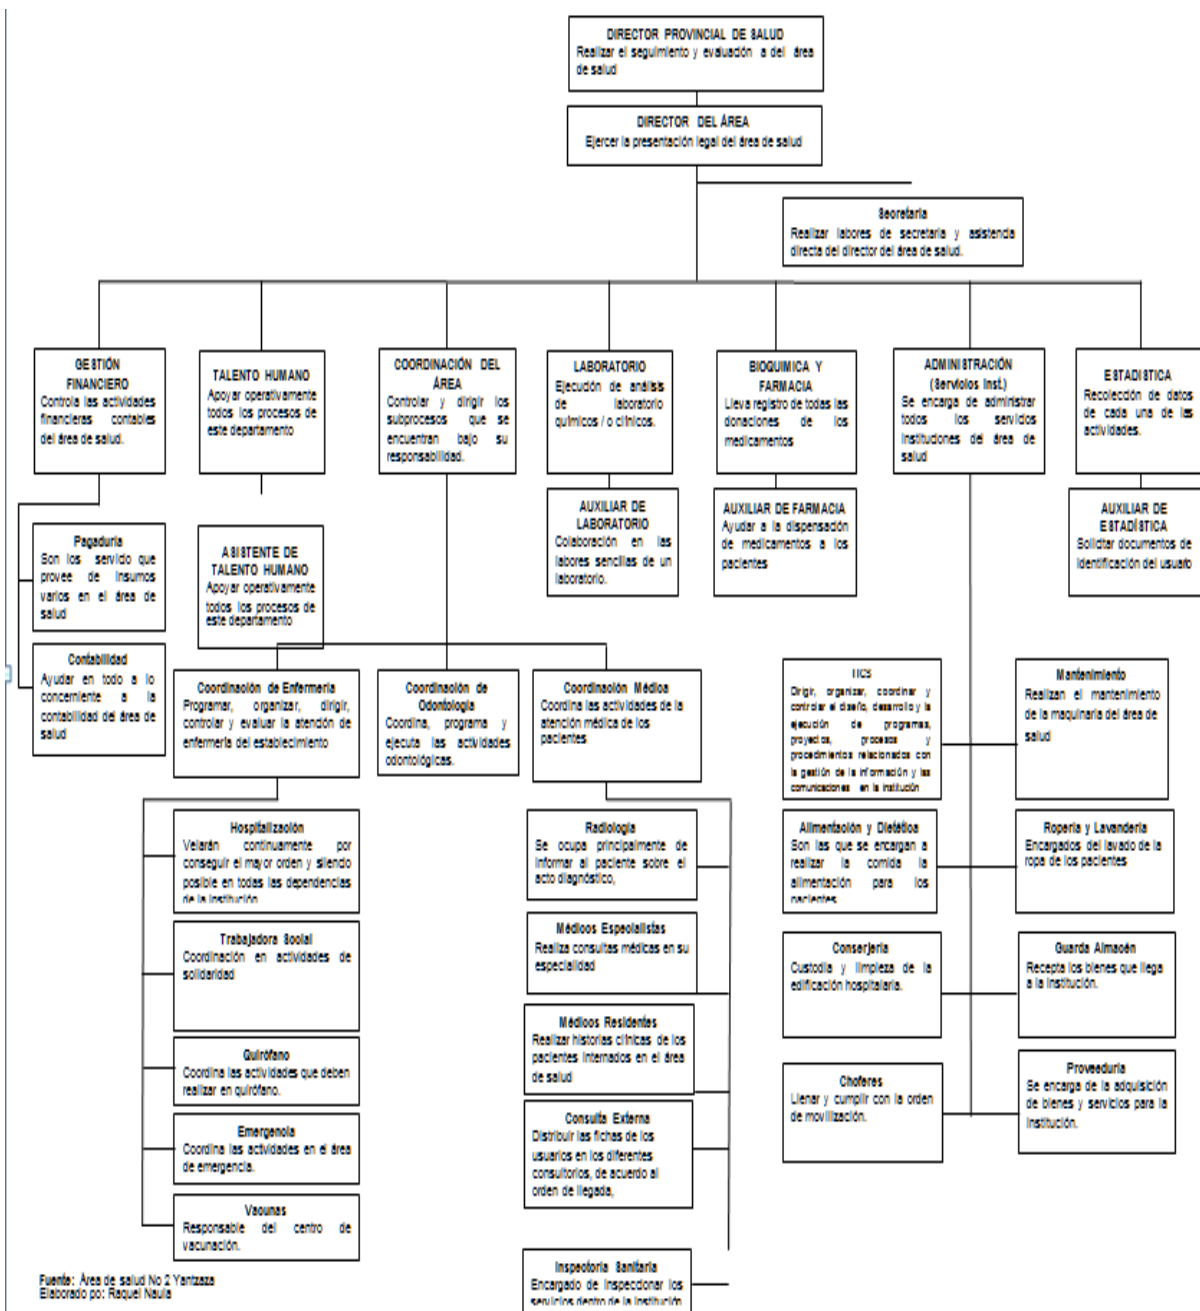 DIRECTOR PROVINCIAL DE SALUD
Realizar el seguimiento y evaluación a del área
de salud
DIRECTOR DEL ÁREA
Ejercer la presentación legal del área de salud
Secretaria
Realizar labores de secretaria y asistencia
directa del director del área de salud.
GESTIÓN
FINANCIERO
Controla las actividades
financieras contables
del área de salud.
TALENTO HUMANO
Apoyar operativamente
todos los procesos de
este departamento
COORDINACIÓN DEL
ÁREA
Controlar y dirigir los
subprocesos que se
encuentran bajo su
responsabilidad.
LABORATORIO
Ejecución de análisis
de laboratorio
químicos / o clínicos.
BIOQUIMICA Y
FARMACIA
Lleva registro de todas las
donaciones de los
medicamentos
ADMINISTRACIÓN
(Servicios Inst.)
Se encarga de administrar
todos los servicios
instituciones del área de
salud
ESTADISTICA
Recolección de datos
de cada una de las
actividades.
Pagaduría
Son los servicio que
provee de insumos
varios en el área de
salud
ASISTENTE DE
TALENTO HUMANO
Apoyar operativamente
todos los procesos de
este departamento
AUXILIAR DE
LABORATORIO
Colaboración en las
labores sencillas de un
laboratorio.
AUXILIAR DE FARMACIA
Ayudar a la dispensación
de medicamentos a los
pacientes
AUXILIAR DE
ESTADÍSTICA
Solicitar documentos de
identificación del usuario
Contabilidad
Ayudar en todo a lo
concerniente a la
contabilidad del área de
salud
Coordinación de Enfermería
Programar, organizar, dirigir,
controlar y evaluar la atención de
enfermería del establecimiento
Coordinación de
Odontología
Coordina, programa y
ejecuta las actividades
odontológicas.
Coordinación Médica
Coordina las actividades de la
atención médica de los
pacientes
TICS
Dirigir, organizar, coordinar y
controlar el diseño, desarrollo y la
ejecución de programas,
proyectos, procesos y
procedimientos relacionados con
la gestión de la información y las
comunicaciones en la institución
Mantenimiento
Realizan el mantenimiento
de la maquinaria del área de
salud
Hospitalización
Velarán continuamente por
conseguir el mayor orden y silencio
posible en todas las dependencias
de la institución
Radiología
Se ocupa principalmente de
informar al paciente sobre el
acto diagnóstico,
Alimentación y Dietética
Son las que se encargan a
realizar la comida la
alimentación para los
pacientes
Ropería y Lavandería
Encargados del lavado de la
ropa de los pacientes
Trabajadora Social
Coordinación en actividades de
solidaridad
Médicos Especialistas
Realiza consultas médicas en su
especialidad
Conserjería
Custodia y limpieza de la
edificación hospitalaria.
Guarda Almacén
Recepta los bienes que llega
a la institución.
Quirófano
Coordina las actividades que deben
realizar en quirófano.
Médicos Residentes
Realizar historias clínicas de los
pacientes internados en el área
de salud
Choferes
Llenar y cumplir con la orden
de movilización.
Proveeduría
Se encarga de la adquisición
de bienes y servicios para la
institución.
Emergencia
Coordina las actividades en el área
de emergencia.
Consulta Externa
Distribuir las fichas de los
usuarios en los diferentes
consultorios, de acuerdo al
orden de llegada,
Vacunas
Responsable del centro de
vacunación.
Inspectoría Sanitaria
Encargado de inspeccionar los
servicios dentro de la institución
Fuente: Área de salud No 2 Yantzaza
Elaborado po: Raquel Naula